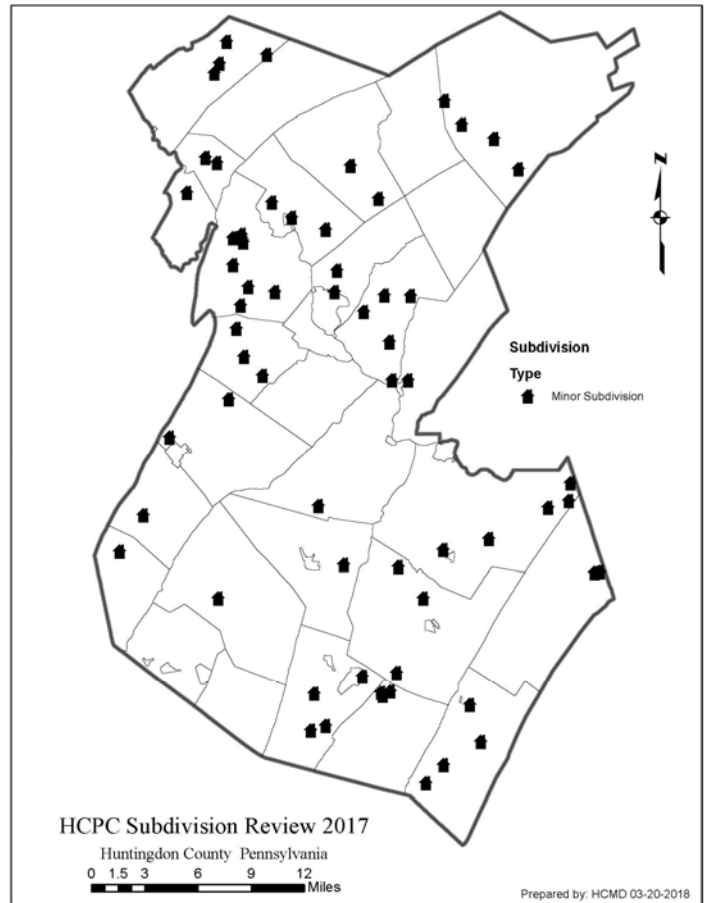 N
Subdivision
Type
Minor Subdivision
HCPC Subdivision Review 2017
Huntingdon County Pennsylvania
0 1.5 3 6 9 12
Miles
Prepared by: HCMD 03-20-2018